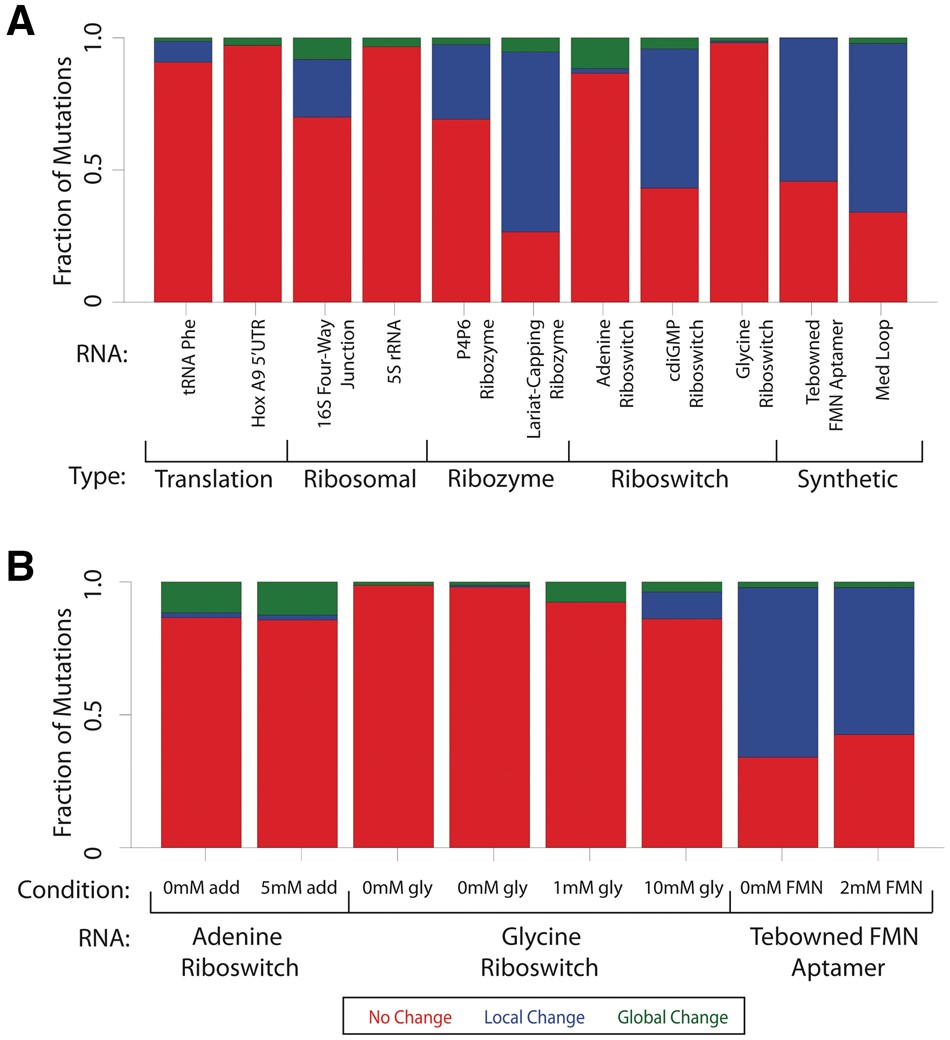 A
Fraction of Mutations
1.0
0.5
0
RNA:
tRNA Phe
Hox A9 5'UTR
16S Four-Way
Junction
5S rRNA
P4P6
Ribozyme
Lariat-Capping
Ribozyme
Adenine
Riboswitch
cdiGMP
Riboswitch
Glycine
Riboswitch
Tebowned
FMN Aptamer
Med Loop
Type: Translation Ribosomal Ribozyme Riboswitch Synthetic
B
Fraction of Mutations
1.0
0.5
0
Condition: 0mM add 5mM add 0mM gly 0mM gly 1mM gly 10mM gly 0mM FMN 2mM FMN
RNA: Adenine Glycine Tebowned FMN
Riboswitch Riboswitch Aptamer
No Change Local Change Global Change